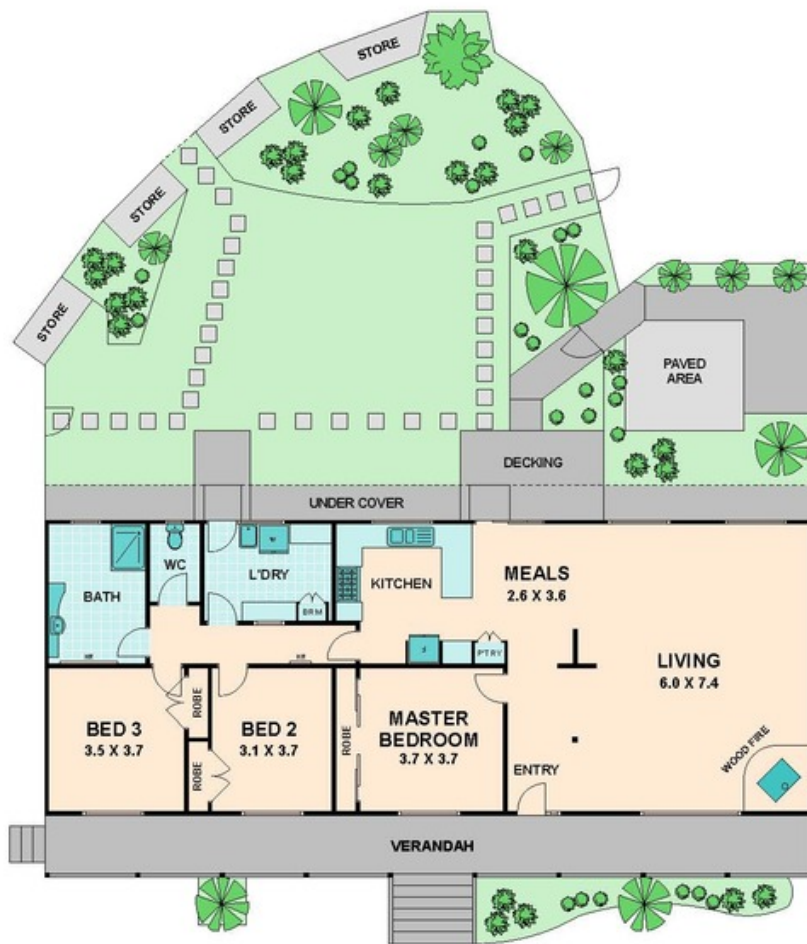 STORE
STORE
STORE
STORE
PAVED
AREA
DECKING
UNDER COVER
WC
L'DRY
BATH
BRM
KITCHEN
MEALS
2.6 X 3.6
P'TRY
LIVING
6.0 X 7.4
BED 3
3.5 X 3.7
ROBE
ROBE
BED 2
3.1 X 3.7
ROBE
MASTER
BEDROOM
3.7 X 3.7
ENTRY
WOOD FIRE
VERANDAH